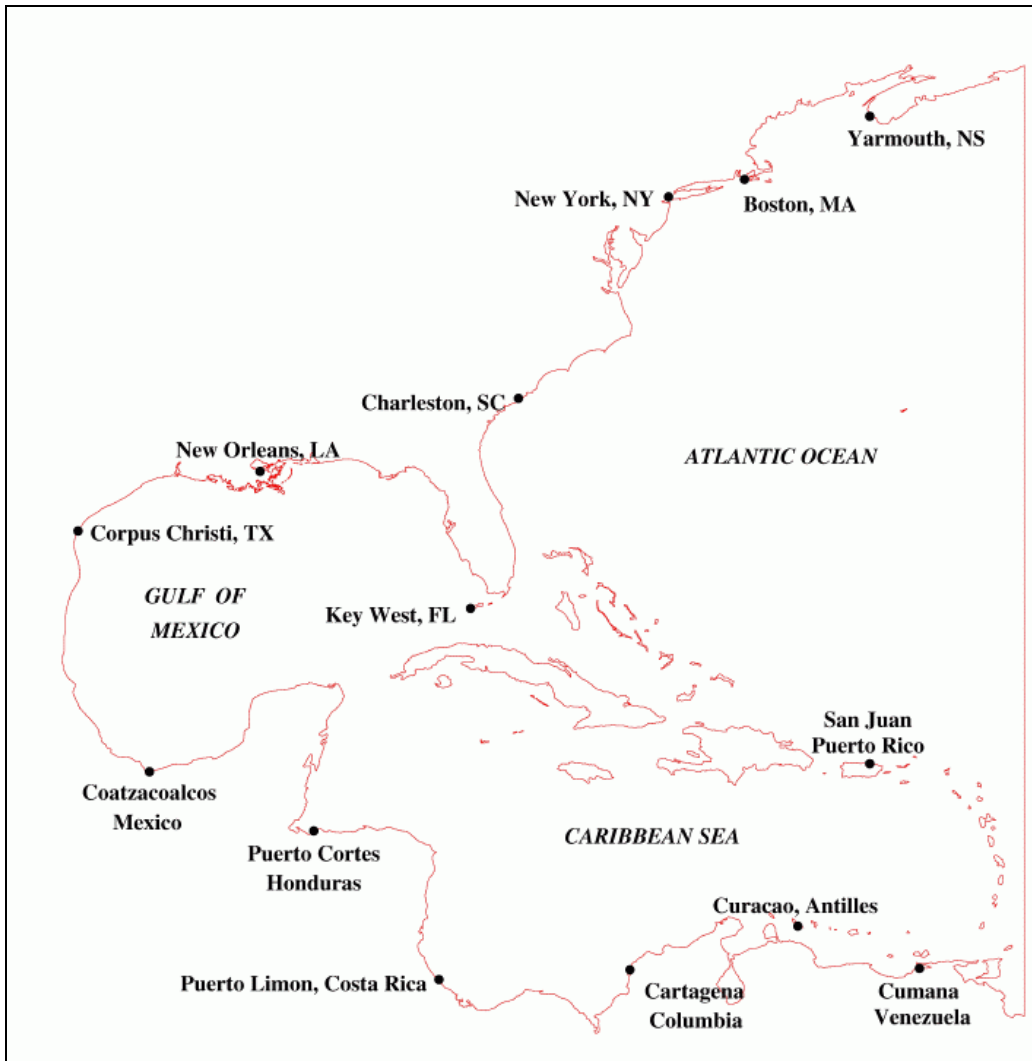 Yarmouth, NS
New York, NY
Boston, MA
Charleston, SC
New Orleans, LA
ATLANTIC OCEAN
Corpus Christi, TX
GULF OF
MEXICO
Key West, FL
San Juan
Puerto Rico
Coatzacoalcos
Mexico
CARIBBEAN SEA
Puerto Cortes
Honduras
Curacao, Antilles
Puerto Limon, Costa Rica
Cartagena
Columbia
Cumana
Venezuela